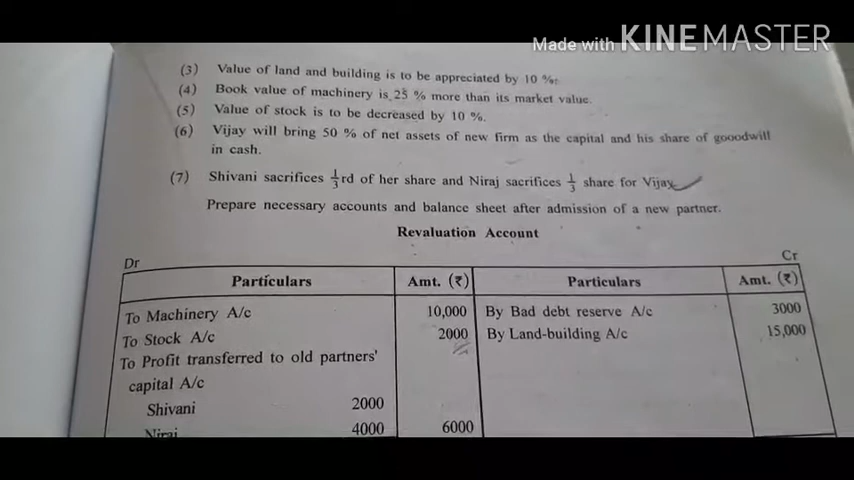 Made with KINEMASTER
(3) Value of land and building is to be appreciated by 10 %.
(4) Book value of machinery is 25 % more than its market value.
(5) Value of stock is to be decreased by 10 %.
(6) Vijay will bring 50 % of net assets of new firm as the capital and his share of gooodwill
in cash.
(7) Shivani sacrifices 1/3 rd of her share and Niraj sacrifices 1/3 share for Vijay
Prepare necessary accounts and balance sheet after admission of a new partner.
Revaluation Account
Dr Cr
Particulars Amt. (₹) Particulars Amt. (₹)
To Machinery A/c 10,000 By Bad debt reserve A/c 3000
To Stock A/c 2000 By Land-building A/c 15,000
To Profit transferred to old partners'
capital A/c
Shivani 2000
Niraj 4000 6000